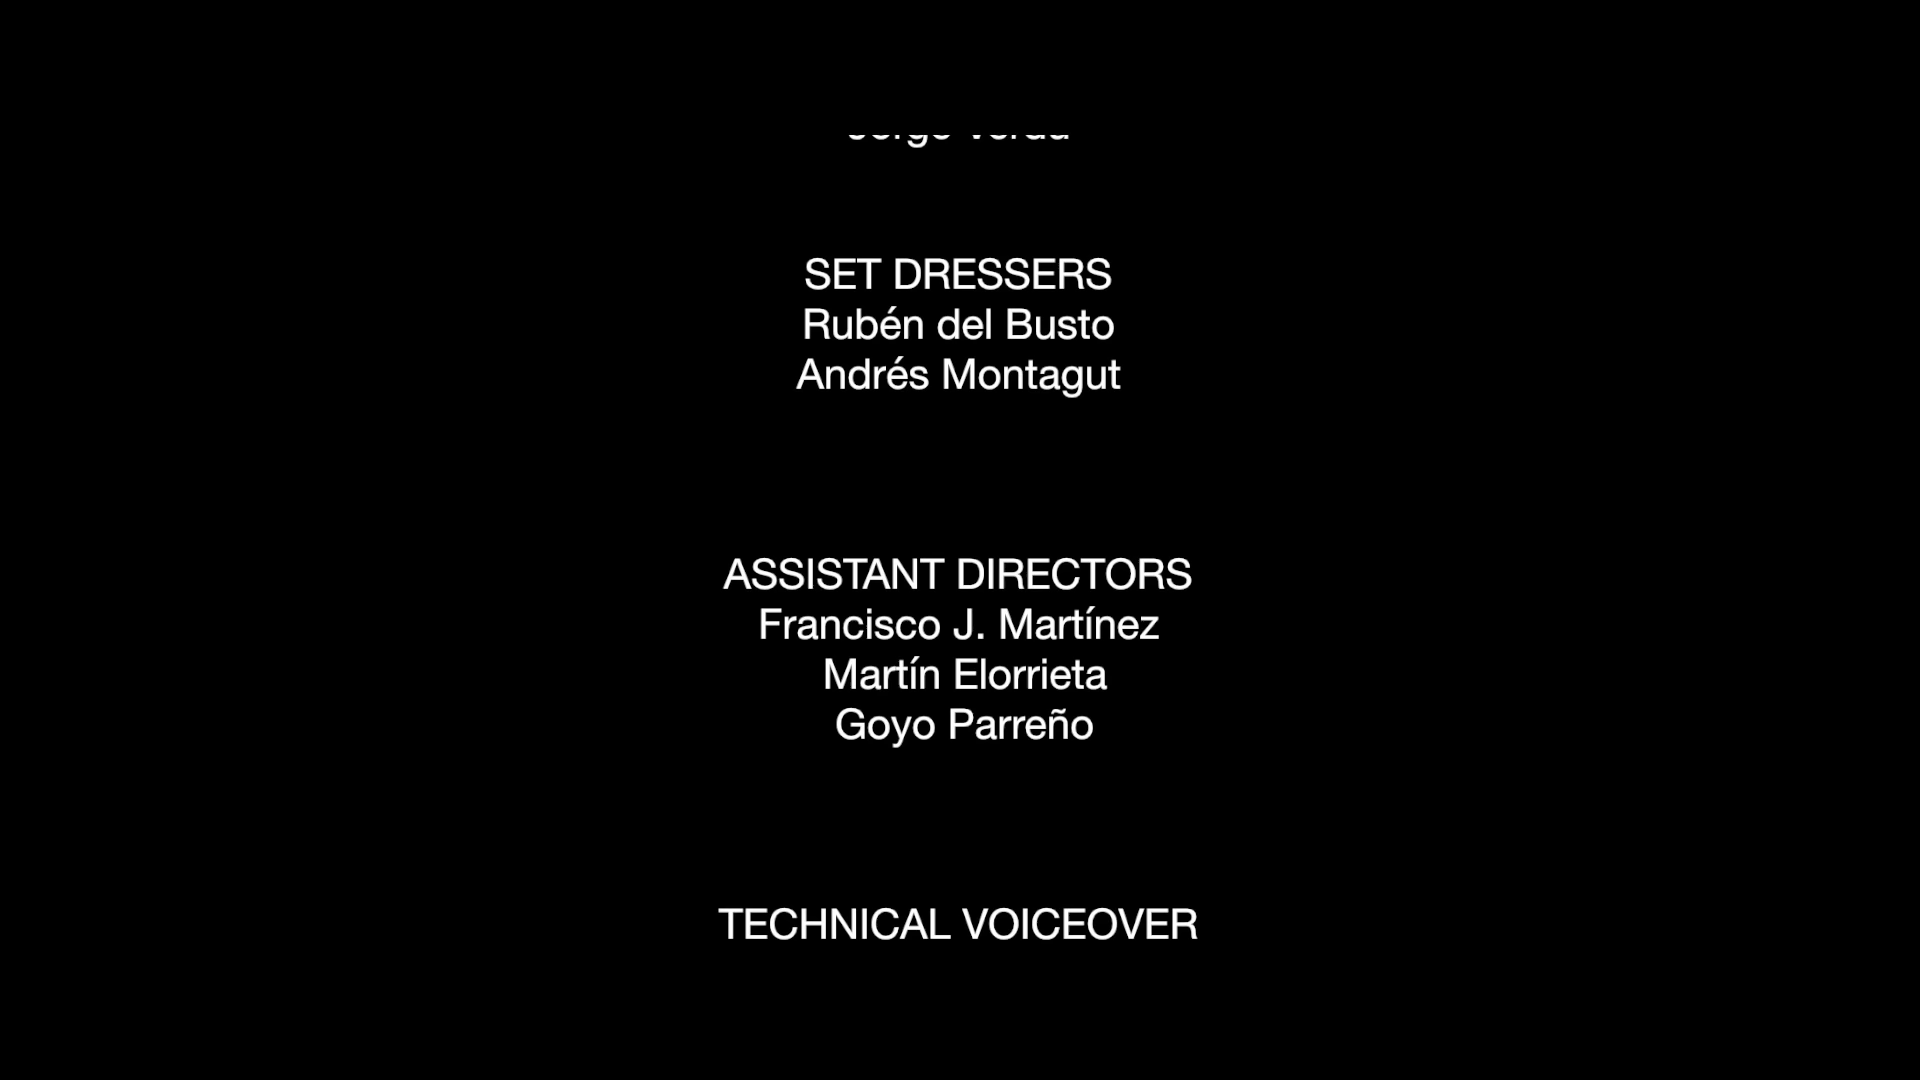 SET DRESSERS
Rubén del Busto
Andrés Montagut
ASSISTANT DIRECTORS
Francisco J. Martínez
Martín Elorrieta
Goyo Parreño
TECHNICAL VOICEOVER